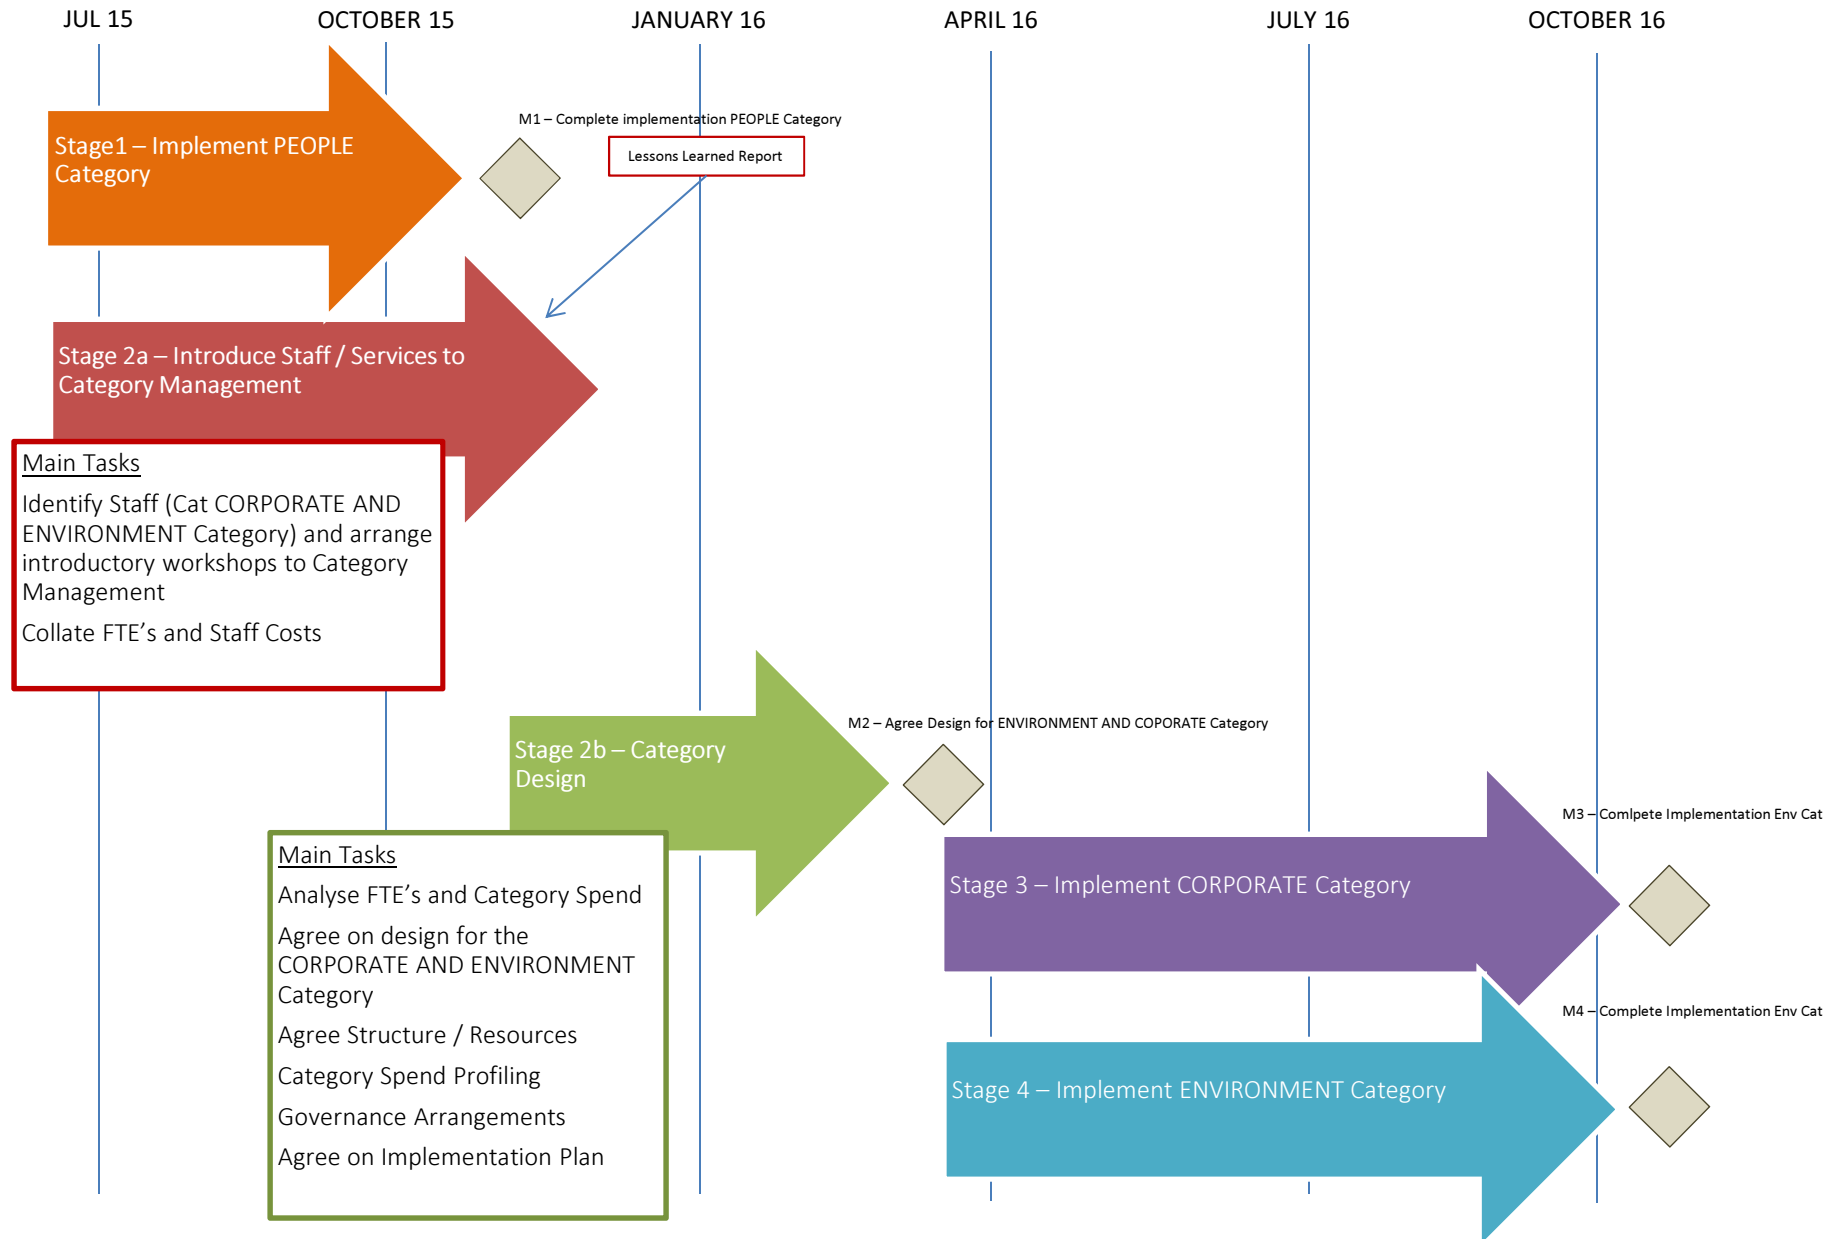 JUL 15
OCTOBER 15
JANUARY 16
APRIL 16
JULY 16
OCTOBER 16
M1 – Complete implementation PEOPLE Category
Stage1 – Implement PEOPLE
Category
Lessons Learned Report
Stage 2a – Introduce Staff / Services to
Category Management
Main Tasks
Identify Staff (Cat CORPORATE AND
ENVIRONMENT Category) and arrange
introductory workshops to Category
Management
Collate FTE’s and Staff Costs
M2 – Agree Design for ENVIRONMENT AND COPORATE Category
Stage 2b – Category
Design
Main Tasks
Analyse FTE’s and Category Spend
Agree on design for the
CORPORATE AND ENVIRONMENT
Category
Agree Structure / Resources
Category Spend Profiling
Governance Arrangements
Agree on Implementation Plan
M3 – Comlpete Implementation Env Cat
Stage 3 – Implement CORPORATE Category
M4 – Complete Implementation Env Cat
Stage 4 – Implement ENVIRONMENT Category